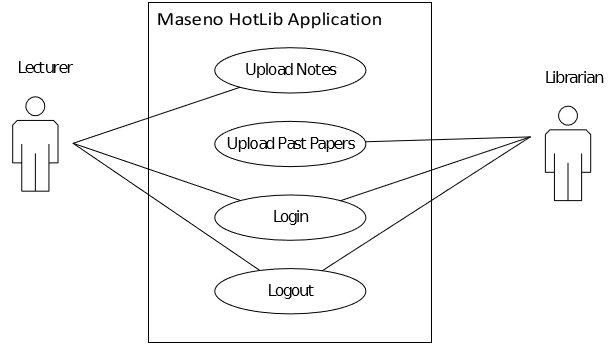 Maseno HotLib Application
Lecturer
Upload Notes
Librarian
Upload Past Papers
Login
Logout